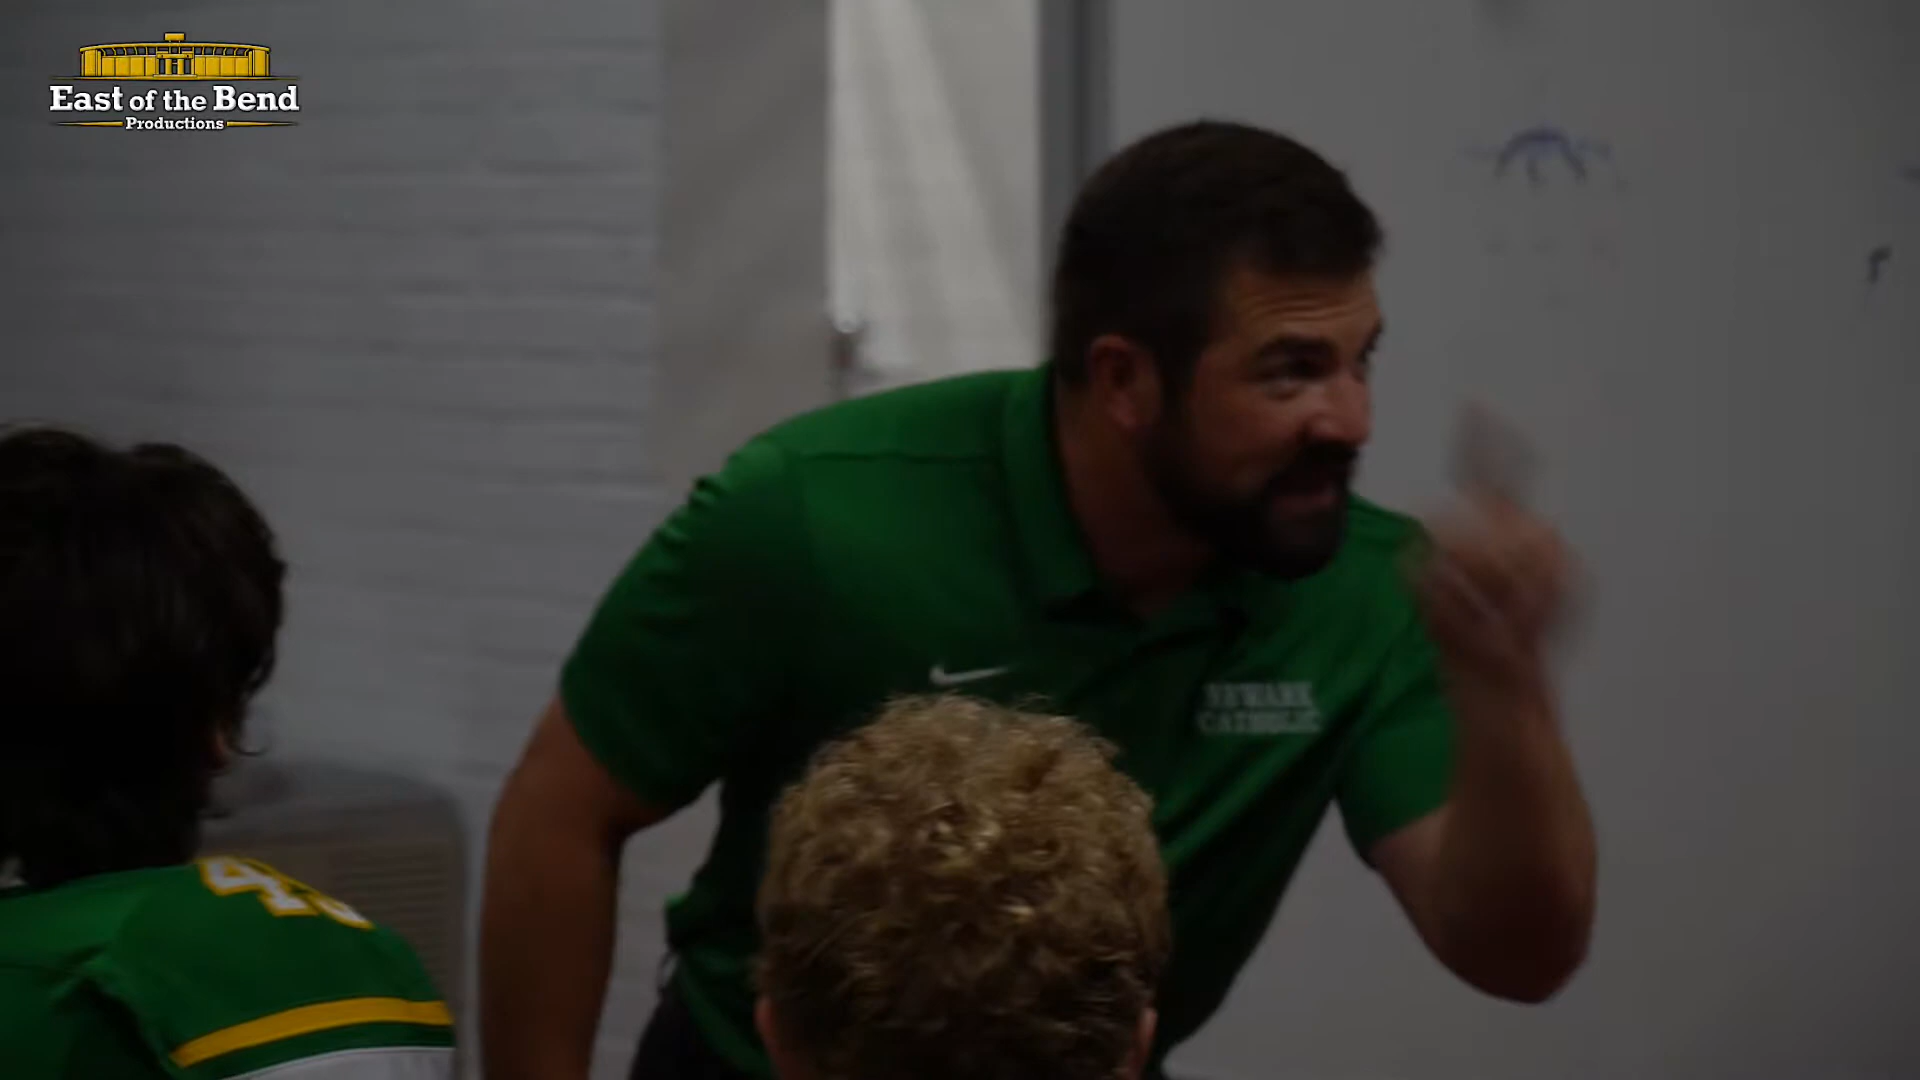 East of the Bend
Productions
NEWARK
CATHOLIC